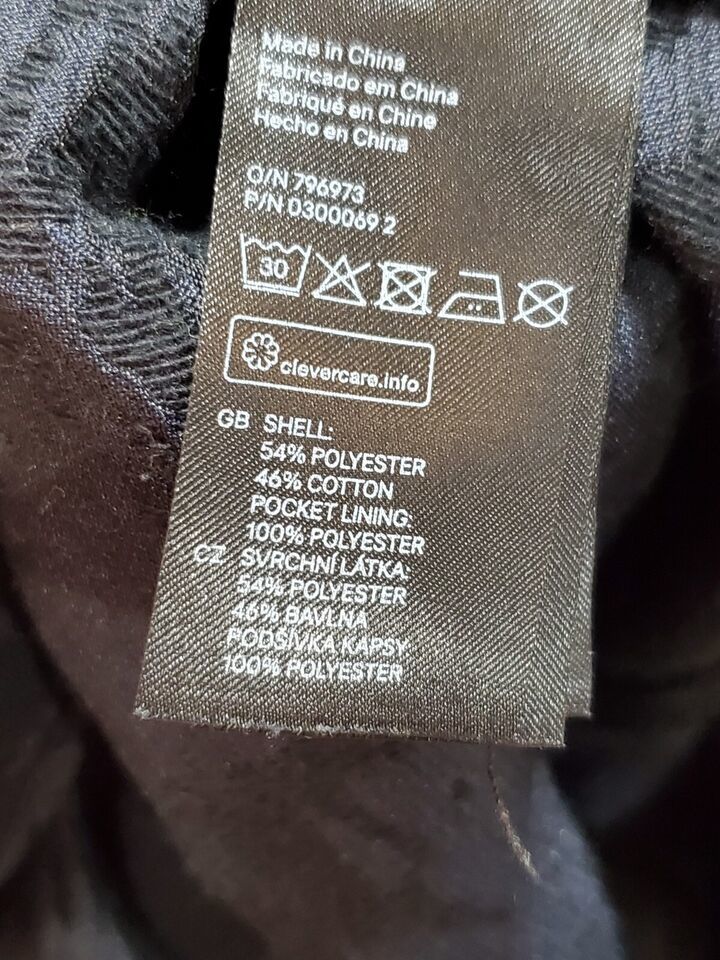 Made in China
Fabricado em China
Fabriqué en Chine
Hecho en China
O/N 796973
P/N 0300069 2
30
clevercare.info
GB SHELL:
54% POLYESTER
46% COTTON
POCKET LINING:
100% POLYESTER
CZ SVRCHNÍ LÁTKA:
54% POLYESTER
46% BAVLNA
PODŠÍVKA KAPSY
100% POLYESTER